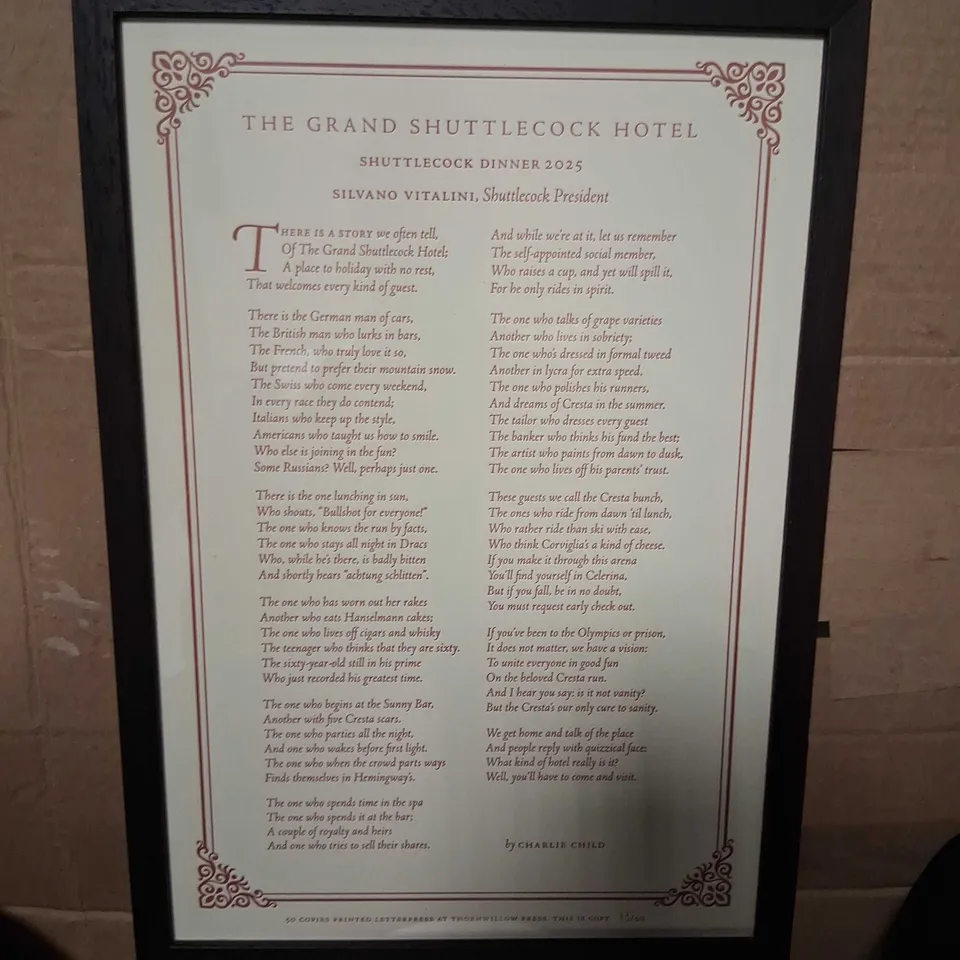 THE GRAND SHUTTLECOCK HOTEL
SHUTTLECOCK DINNER 2025
SILVANO VITALINI, Shuttlecock President
THERE IS A STORY we often tell,
Of The Grand Shuttlecock Hotel;
A place to holiday with no rest,
That welcomes every kind of guest.
There is the German man of cars,
The British man who lurks in bars,
The French, who truly love it so,
But pretend to prefer their mountain snow.
The Swiss who come every weekend,
In every race they do contend;
Italians who keep up the style,
Americans who taught us how to smile.
Who else is joining in the fun?
Some Russians? Well, perhaps just one.
There is the one lunching in sun,
Who shouts, "Bullshot for everyone!"
The one who knows the run by facts,
The one who stays all night in Dracs
Who, while he's there, is badly bitten
And shortly hears "achtung schlitten".
The one who has worn out her rakes
Another who eats Hanselmann cakes;
The one who lives off cigars and whisky
The teenager who thinks that they are sixty.
The sixty-year-old still in his prime
Who just recorded his greatest time.
The one who begins at the Sunny Bar,
Another with five Cresta scars.
The one who parties all the night,
And one who wakes before first light.
The one who when the crowd parts ways
Finds themselves in Hemingway's.
The one who spends time in the spa
The one who spends it at the bar;
A couple of royalty and heirs
And one who tries to sell their shares.
And while we're at it, let us remember
The self-appointed social member,
Who raises a cup, and yet will spill it,
For he only rides in spirit.
The one who talks of grape varieties
Another who lives in sobriety;
The one who's dressed in formal tweed
Another in lycra for extra speed.
The one who polishes his runners,
And dreams of Cresta in the summer.
The tailor who dresses every guest
The banker who thinks his fund the best;
The artist who paints from dawn to dusk,
The one who lives off his parents' trust.
These guests we call the Cresta bunch,
The ones who ride from dawn 'til lunch,
Who rather ride than ski with ease,
Who think Corviglia's a kind of cheese.
If you make it through this arena
You'll find yourself in Celerina,
But if you fall, be in no doubt,
You must request early check out.
If you've been to the Olympics or prison,
It does not matter, we have a vision:
To unite everyone in good fun
On the beloved Cresta run.
And I hear you say: is it not vanity?
But the Cresta's our only cure to sanity.
We get home and talk of the place
And people reply with quizzical face:
What kind of hotel really is it?
Well, you'll have to come and visit.
by CHARLIE CHILD
50 COPIES PRINTED LETTERPRESS AT THORNWILLOW PRESS. THIS IS COPY